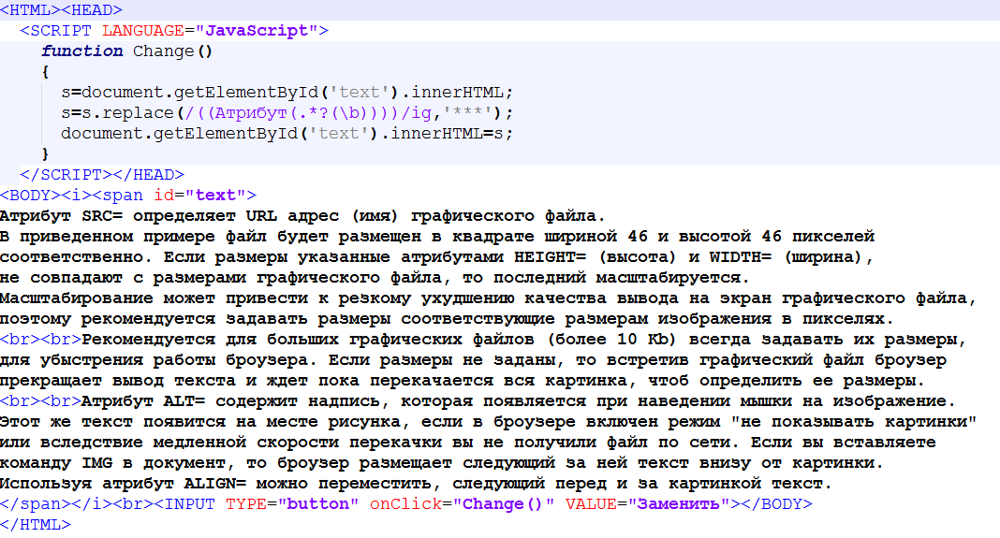 <HTML><HEAD>
<SCRIPT LANGUAGE="JavaScript">
function Change()
{
s=document.getElementById('text').innerHTML;
s=s.replace(/((Атрибут(.*?(\b))))/ig,'***');
document.getElementById('text').innerHTML=s;
}
</SCRIPT></HEAD>
<BODY><i><span id="text">
Атрибут SRC= определяет URL адрес (имя) графического файла.
В приведенном примере файл будет размещен в квадрате шириной 46 и высотой 46 пикселей
соответственно. Если размеры указанные атрибутами HEIGHT= (высота) и WIDTH= (ширина),
не совпадают с размерами графического файла, то последний масштабируется.
Масштабирование может привести к резкому ухудшению качества вывода на экран графического файла,
поэтому рекомендуется задавать размеры соответствующие размерам изображения в пикселях.
<br><br>Рекомендуется для больших графических файлов (более 10 Kb) всегда задавать их размеры,
для убыстрения работы броузера. Если размеры не заданы, то встретив графический файл броузер
прекращает вывод текста и ждет пока перекачается вся картинка, чтоб определить ее размеры.
<br><br>Атрибут ALT= содержит надпись, которая появляется при наведении мышки на изображение.
Этот же текст появится на месте рисунка, если в броузере включен режим "не показывать картинки"
или вследствие медленной скорости перекачки вы не получили файл по сети. Если вы вставляете
команду IMG в документ, то броузер размещает следующий за ней текст внизу от картинки.
Используя атрибут ALIGN= можно переместить, следующий перед и за картинкой текст.
</span></i><br><INPUT TYPE="button" onClick="Change()" VALUE="Заменить"></BODY>
</HTML>